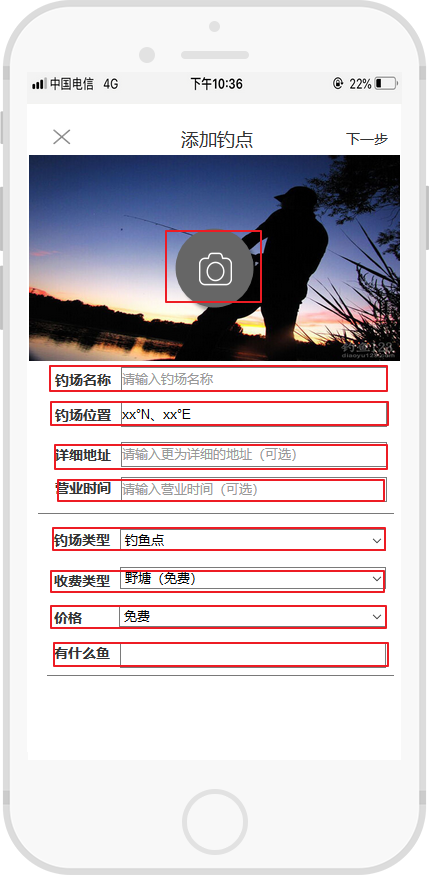 中国电信 4G 下午10:36 22%
添加钓点 下一步
钓场名称 请输入钓场名称
钓场位置 xx°N、xx°E
详细地址 请输入更为详细的地址（可选）
营业时间 请输入营业时间（可选）
钓场类型 钓鱼点
收费类型 野塘（免费）
价格 免费
有什么鱼